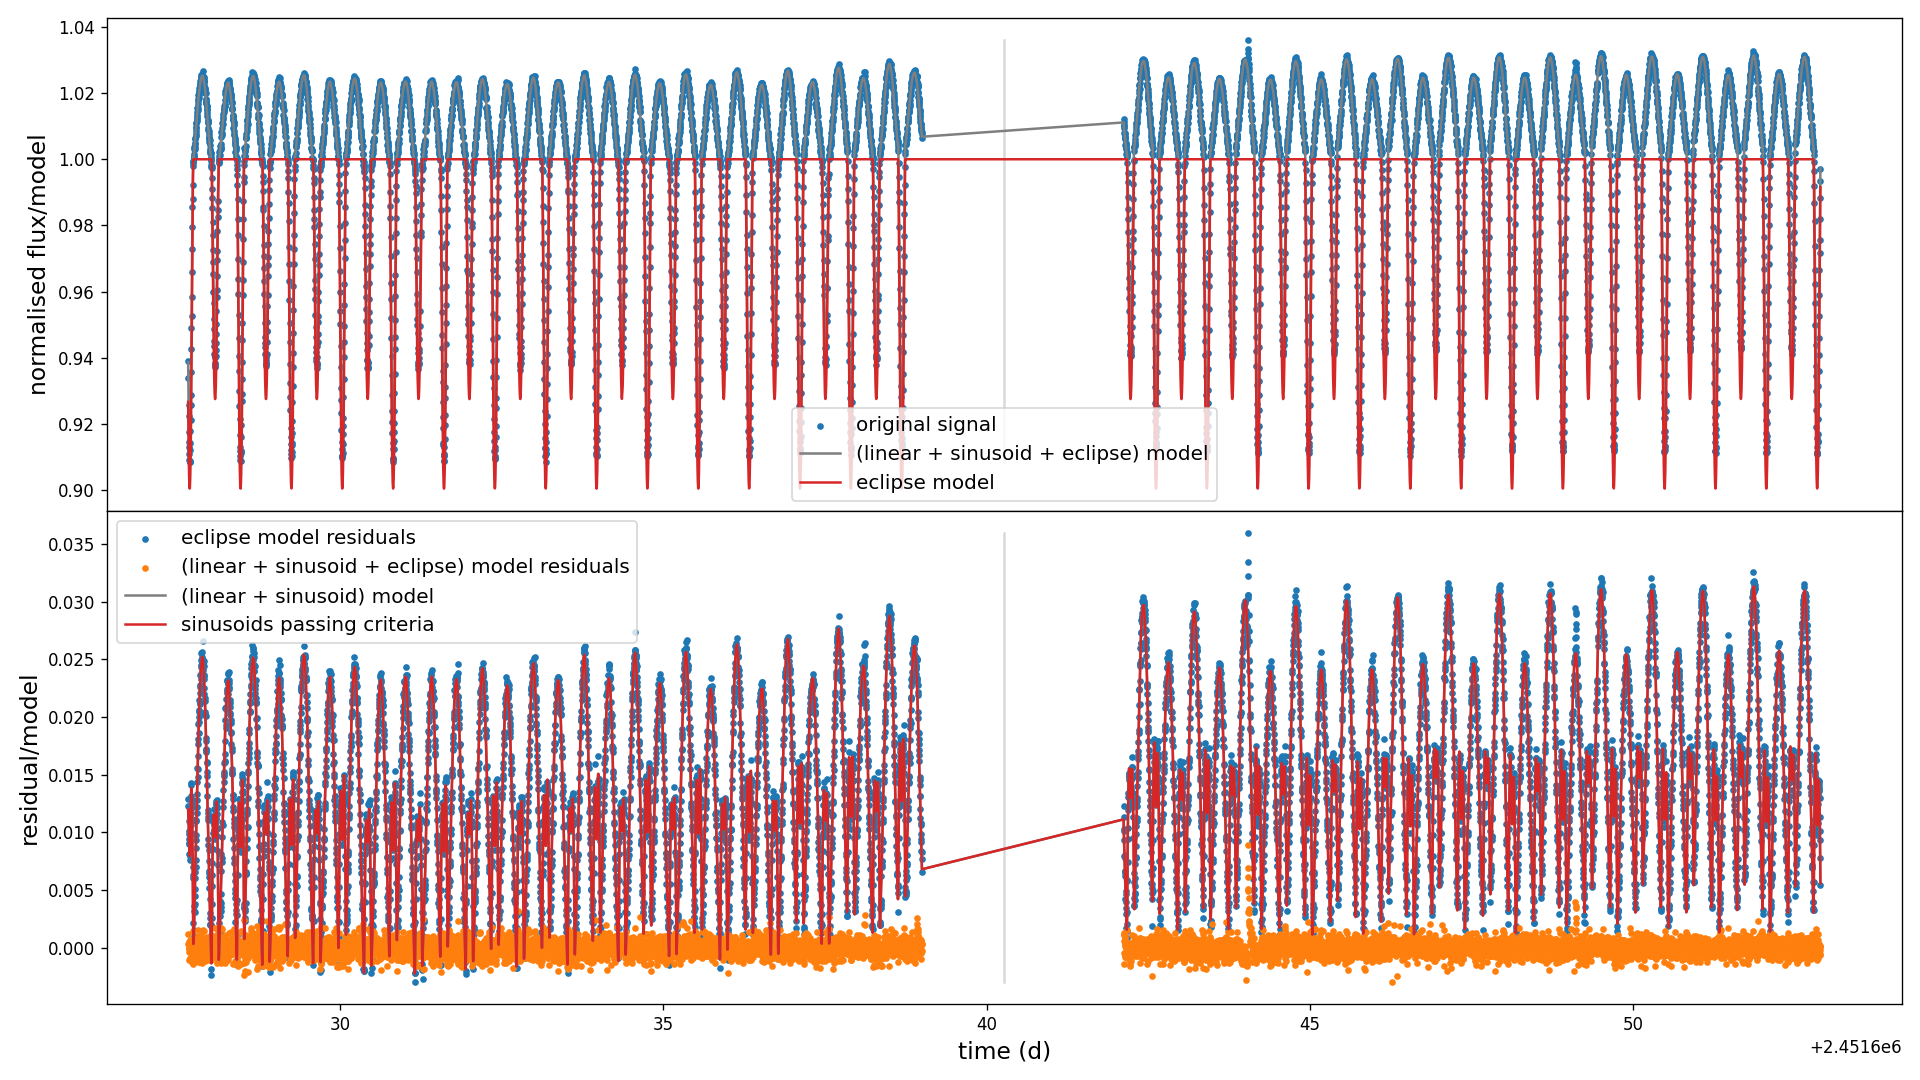 1.04
1.02
1.00
0.98
0.96
0.94
0.92
0.90
normalised flux/model
original signal
(linear + sinusoid + eclipse) model
eclipse model
0.035
0.030
0.025
0.020
0.015
0.010
0.005
0.000
residual/model
eclipse model residuals
(linear + sinusoid + eclipse) model residuals
(linear + sinusoid) model
sinusoids passing criteria
30
35
40
45
50
time (d)
+2.4516e6